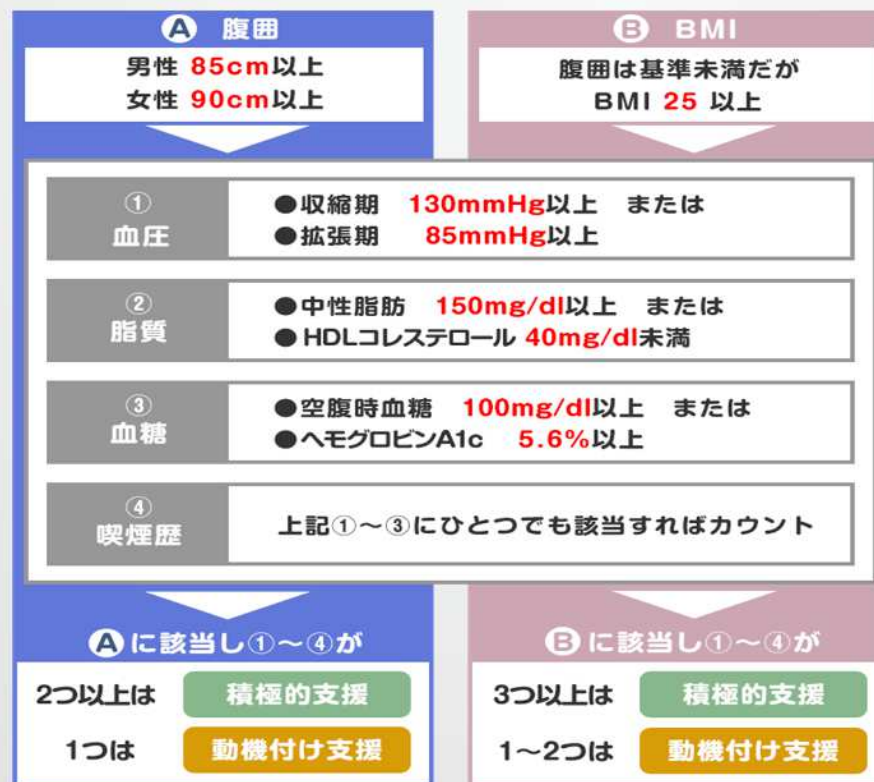 A 腹囲
男性 85cm以上
女性 90cm以上
B BMI
腹囲は基準未満だが
BMI 25 以上
①
血圧
●収縮期 130mmHg以上 または
●拡張期 85mmHg以上
②
脂質
●中性脂肪 150mg/dl以上 または
●HDLコレステロール 40mg/dl未満
③
血糖
●空腹時血糖 100mg/dl以上 または
●ヘモグロビンA1c 5.6%以上
④
喫煙歴
上記①～③にひとつでも該当すればカウント
Aに該当し①～④が
2つ以上は 積極的支援
1つは 動機付け支援
Bに該当し①～④が
3つ以上は 積極的支援
1～2つは 動機付け支援